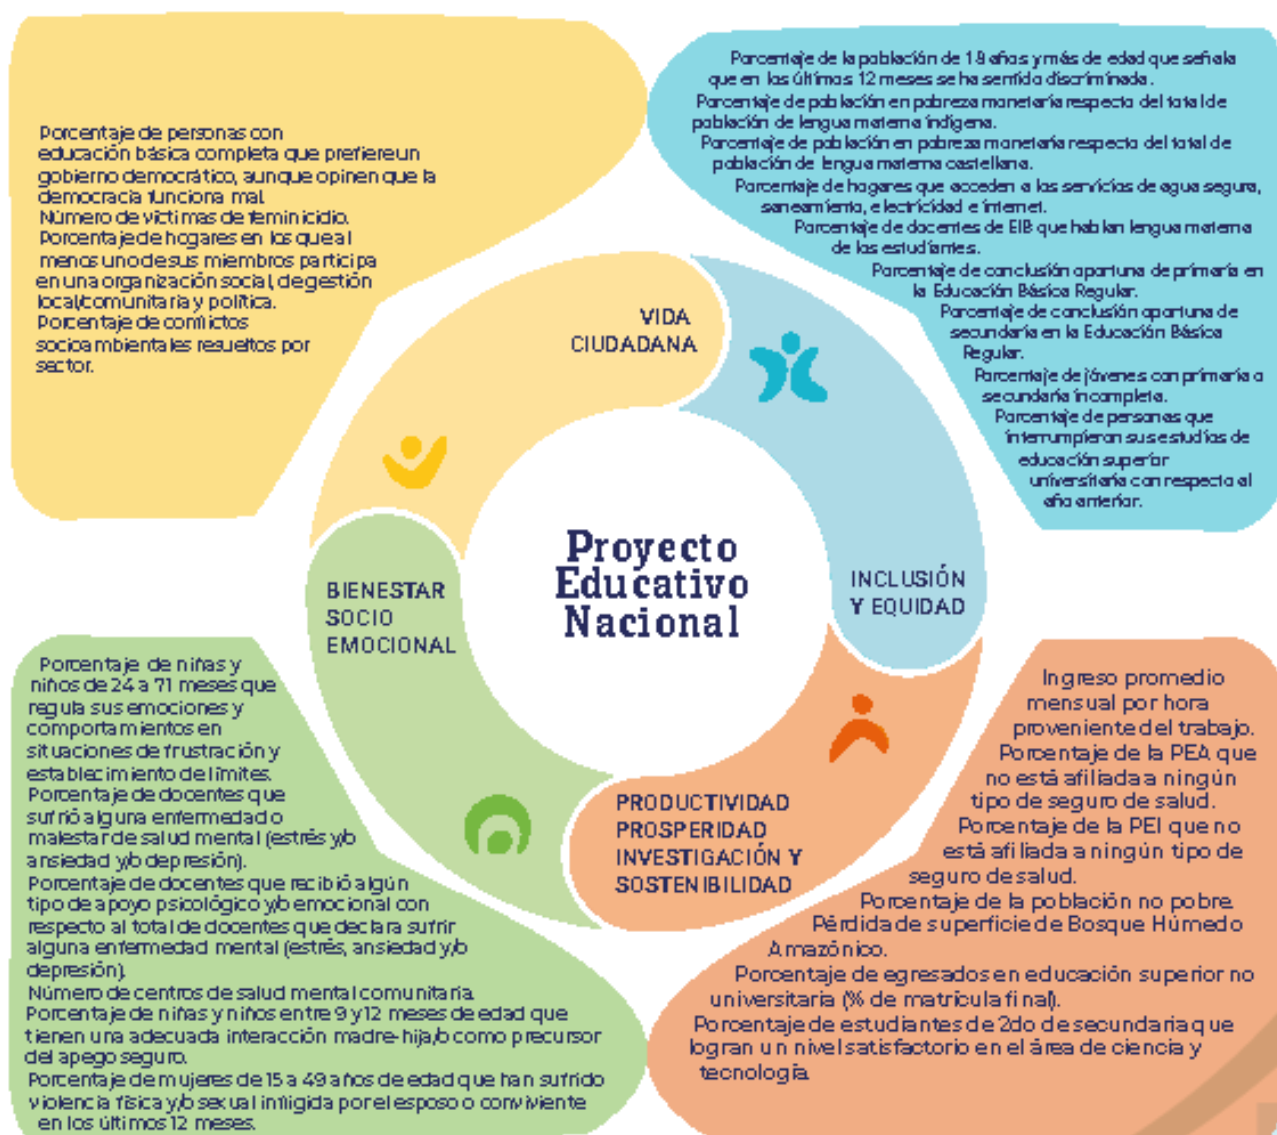 Porcentaje de personas con
educación básica completa que prefiere un
gobierno democrático, aunque opinen que la
democracia funciona mal.
Número de víctimas de feminicidio.
Porcentaje de hogares en los que al
menos uno de sus miembros participa
en una organización social, de gestión
local/comunitaria y política.
Porcentaje de conflictos
socioambientales resueltos por
sector.
Porcentaje de la población de 18 años y más de edad que señala
que en los últimos 12 meses se ha sentido discriminada.
Porcentaje de población en pobreza monetaria respecto del total de
población de lengua materna indígena.
Porcentaje de población en pobreza monetaria respecto del total de
población de lengua materna castellana.
Porcentaje de hogares que acceden a los servicios de agua segura,
saneamiento, electricidad e internet.
Porcentaje de docentes de EIB que hablan lengua materna
de los estudiantes.
Porcentaje de conclusión oportuna de primaria en
la Educación Básica Regular.
Porcentaje de conclusión oportuna de
secundaria en la Educación Básica
Regular.
Porcentaje de jóvenes con primaria o
secundaria incompleta.
Porcentaje de personas que
interrumpieron sus estudios de
educación superior
universitaria con respecto al
año anterior.
VIDA
CIUDADANA
INCLUSIÓN
Y EQUIDAD
Proyecto
Educativo
Nacional
BIENESTAR
SOCIO
EMOCIONAL
PRODUCTIVIDAD
PROSPERIDAD
INVESTIGACIÓN Y
SOSTENIBILIDAD
Porcentaje de niñas y
niños de 24 a 71 meses que
regula sus emociones y
comportamientos en
situaciones de frustración y
establecimiento de límites.
Porcentaje de docentes que
sufrió alguna enfermedad o
malestar de salud mental (estrés y/o
ansiedad y/o depresión).
Porcentaje de docentes que recibió algún
tipo de apoyo psicológico y/o emocional con
respecto al total de docentes que declara sufrir
alguna enfermedad mental (estrés, ansiedad y/o
depresión).
Número de centros de salud mental comunitaria.
Porcentaje de niñas y niños entre 9 y 12 meses de edad que
tienen una adecuada interacción madre-hija/o como precursor
del apego seguro.
Porcentaje de mujeres de 15 a 49 años de edad que han sufrido
violencia física y/o sexual infligida por el esposo o conviviente
en los últimos 12 meses.
Ingreso promedio
mensual por hora
proveniente del trabajo.
Porcentaje de la PEA que
no está afiliada a ningún
tipo de seguro de salud.
Porcentaje de la PEI que no
está afiliada a ningún tipo de
seguro de salud.
Porcentaje de la población no pobre.
Pérdida de superficie de Bosque Húmedo
Amazónico.
Porcentaje de egresados en educación superior no
universitaria (% de matrícula final).
Porcentaje de estudiantes de 2do de secundaria que
logran un nivel satisfactorio en el área de ciencia y
tecnología.